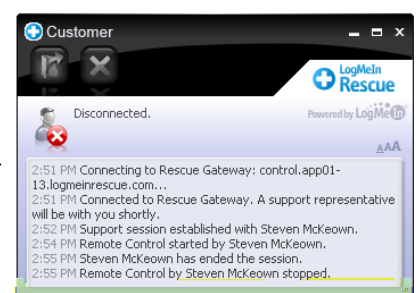 Customer
LogMeIn
Rescue
Disconnected.
Powered by LogMeIn
AAA
2:51 PM Connecting to Rescue Gateway: control.app01-
13.logmeinrescue.com...
2:51 PM Connected to Rescue Gateway. A support representative
will be with you shortly.
2:52 PM Support session established with Steven McKeown.
2:54 PM Remote Control started by Steven McKeown.
2:55 PM Steven McKeown has ended the session.
2:55 PM Remote Control by Steven McKeown stopped.